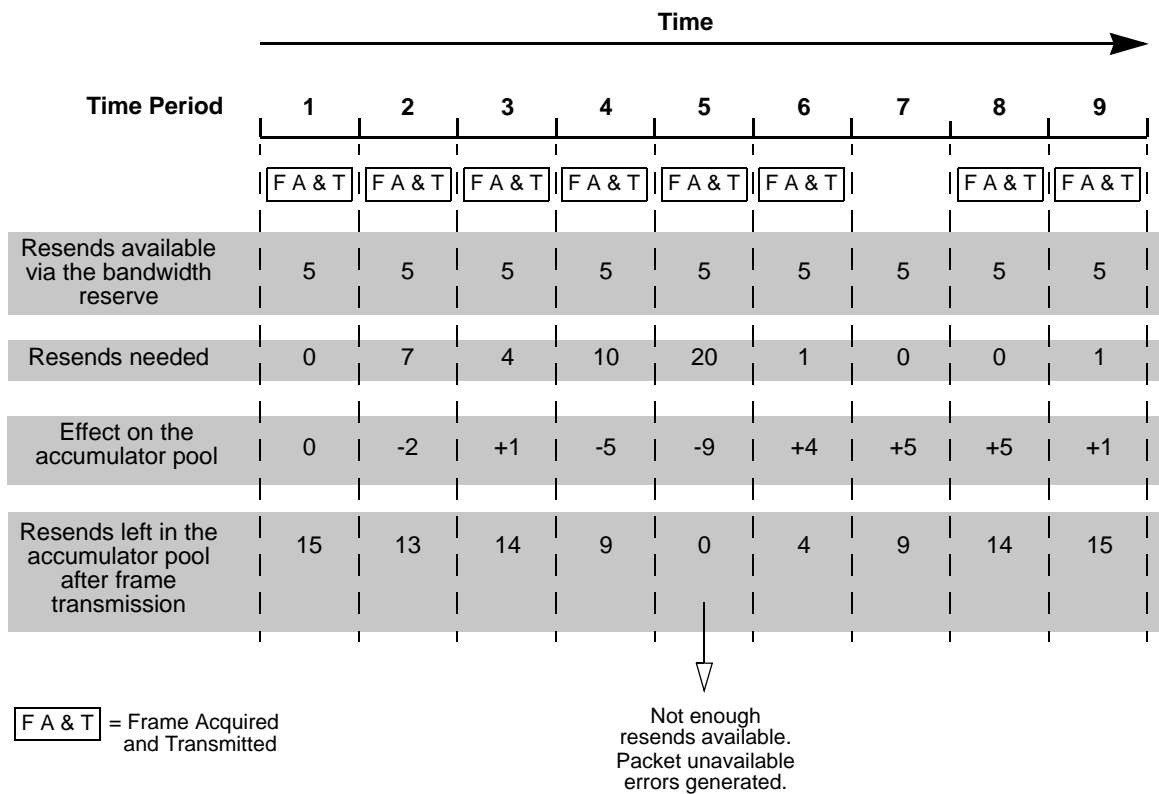 Time
Time Period 1 2 3 4 5 6 7 8 9
F A & T F A & T F A & T F A & T F A & T F A & T F A & T F A & T
Resends available
via the bandwidth
reserve
5 5 5 5 5 5 5 5 5
Resends needed 0 7 4 10 20 1 0 0 1
Effect on the
accumulator pool
0 -2 +1 -5 -9 +4 +5 +5 +1
Resends left in the
accumulator pool
after frame
transmission
15 13 14 9 0 4 9 14 15
F A & T = Frame Acquired
and Transmitted
Not enough
resends available.
Packet unavailable
errors generated.